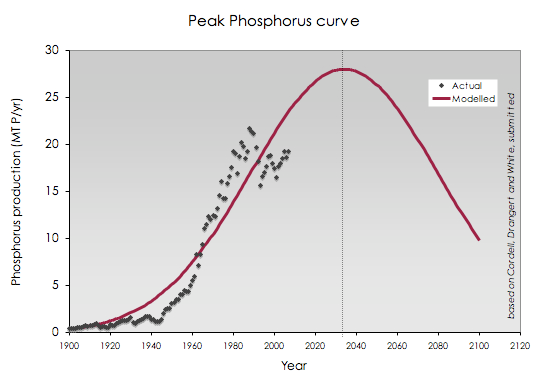 Peak Phosphorus curve
Phosphorus production (MT P/yr)
30
25
20
15
10
5
0
Actual
Modelled
based on Cordell, Drangert and White, submitted
1900 1920 1940 1960 1980 2000 2020 2040 2060 2080 2100 2120
Year